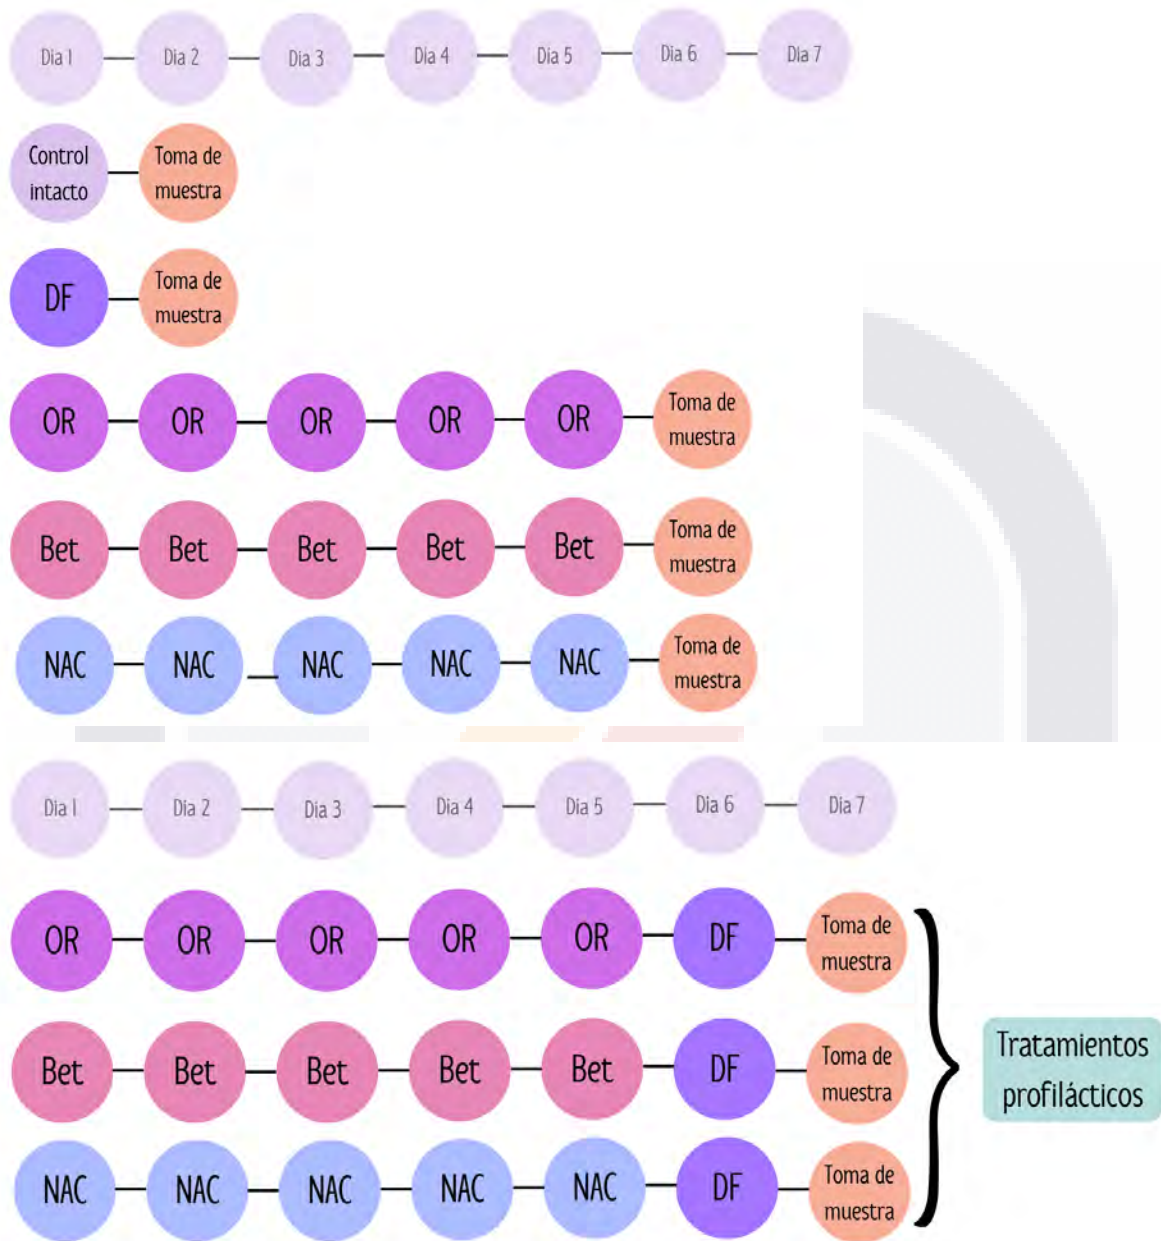 Dia 1 Dia 2 Dia 3 Dia 4 Dia 5 Dia 6 Dia 7
Control
intacto
Toma de
muestra
DF
Toma de
muestra
OR OR OR OR OR
Toma de
muestra
Bet Bet Bet Bet Bet
Toma de
muestra
NAC NAC NAC NAC NAC
Toma de
muestra
Dia 1 Dia 2 Dia 3 Dia 4 Dia 5 Dia 6 Dia 7
OR OR OR OR OR DF
Toma de
muestra
Bet Bet Bet Bet Bet DF
Toma de
muestra
NAC NAC NAC NAC NAC DF
Toma de
muestra
Tratamientos
profilácticos